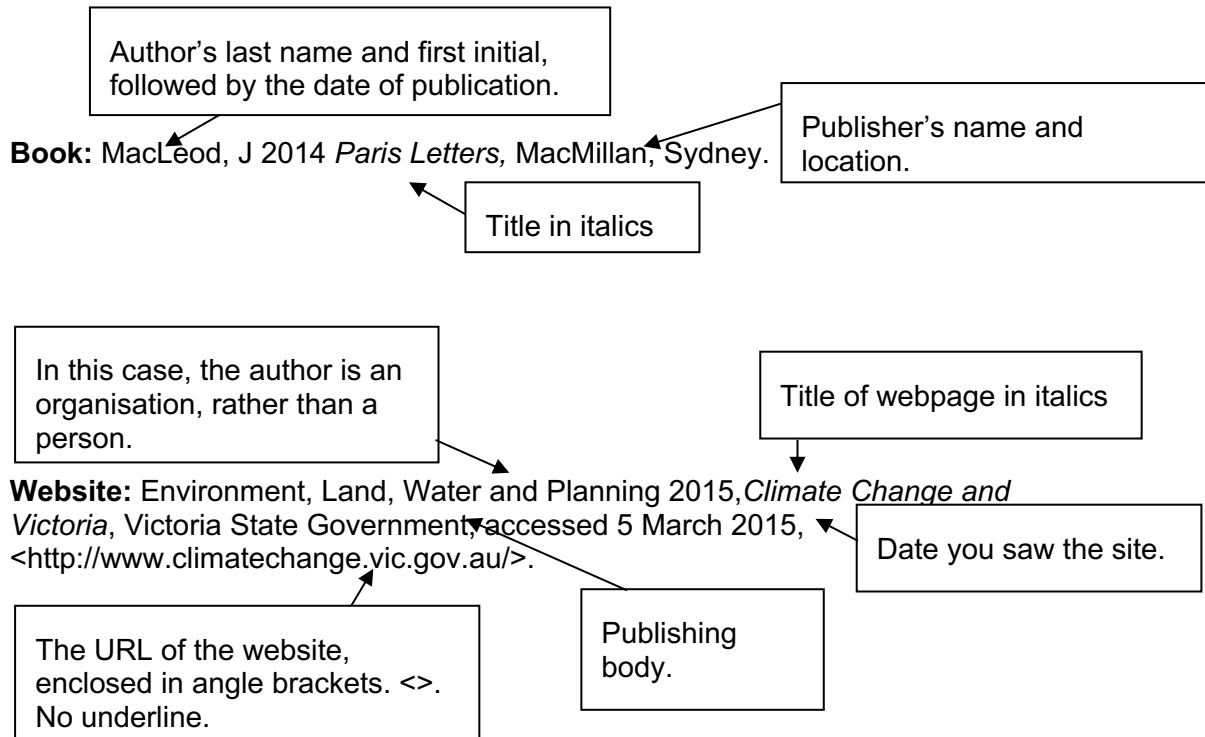 Author’s last name and first initial,
followed by the date of publication.
Publisher’s name and
location.
Book: MacLeod, J 2014 Paris Letters, MacMillan, Sydney.
Title in italics
In this case, the author is an
organisation, rather than a
person.
Title of webpage in italics
Website: Environment, Land, Water and Planning 2015,Climate Change and
Victoria, Victoria State Government, accessed 5 March 2015,
<http://www.climatechange.vic.gov.au/>.
Date you saw the site.
Publishing
body.
The URL of the website,
enclosed in angle brackets. <>.
No underline.